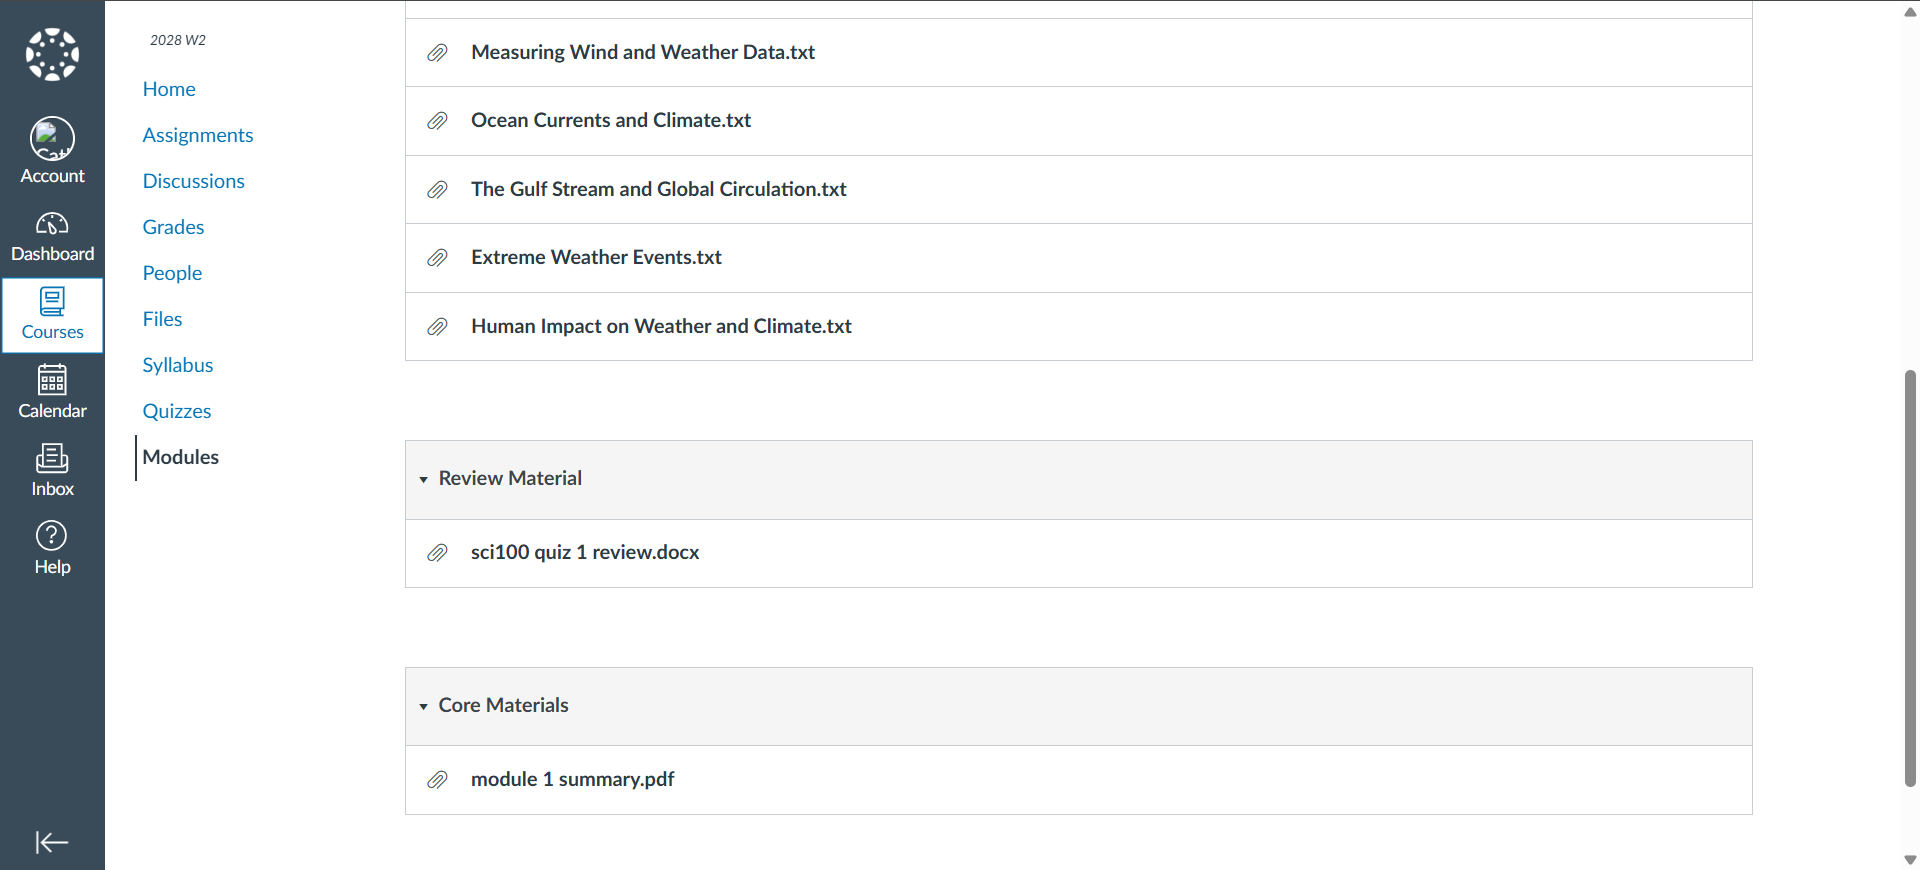 2028 W2
Home
Assignments
Discussions
Grades
People
Files
Syllabus
Quizzes
Modules
Account
Dashboard
Courses
Calendar
Inbox
Help
Measuring Wind and Weather Data.txt
Ocean Currents and Climate.txt
The Gulf Stream and Global Circulation.txt
Extreme Weather Events.txt
Human Impact on Weather and Climate.txt
Review Material
sci100 quiz 1 review.docx
Core Materials
module 1 summary.pdf